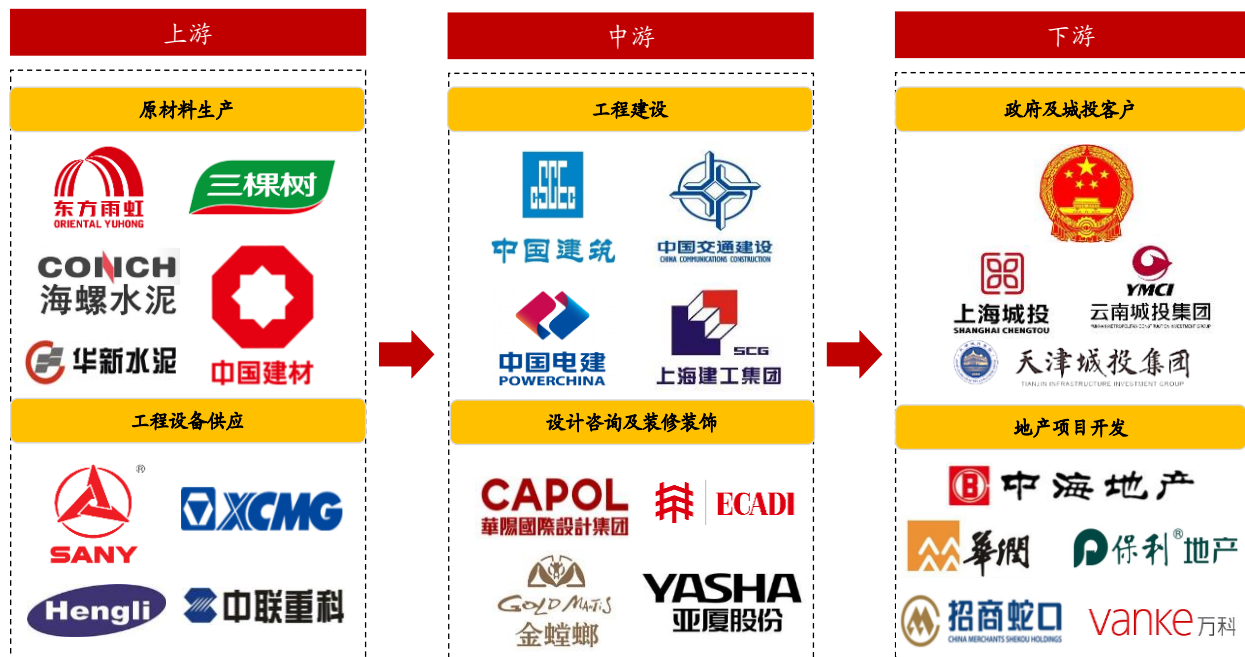 上游
原材料生产
东方雨虹
ORIENTAL YUHONG
三棵树
CONCH
海螺水泥
中国建材
华新水泥
工程设备供应
SANY
®
XCMG
Hengli
中联重科
中游
工程建设
CSCEC
中国建筑
中国交通建设
CHINA COMMUNICATIONS CONSTRUCTION
中国电建
POWERCHINA
SCG
上海建工集团
设计咨询及装修装饰
CAPOL
華陽國際設計集团
ECADI
GOLD MANTIS
金螳螂
YASHA
亚厦股份
下游
政府及城投客户
上海城投
SHANGHAI CHENGTOU
YMCI
云南城投集团
YUNNAN METROPOLITAN CONSTRUCTION INVESTMENT GROUP
天津城投集团
TIANJIN INFRASTRUCTURE INVESTMENT GROUP
地产项目开发
中海地产
華潤
保利®地产
招商蛇口
CHINA MERCHANTS SHEKOU HOLDINGS
vanke万科